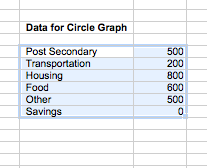 Data for Circle Graph
Post Secondary 500
Transportation 200
Housing 800
Food 600
Other 500
Savings 0